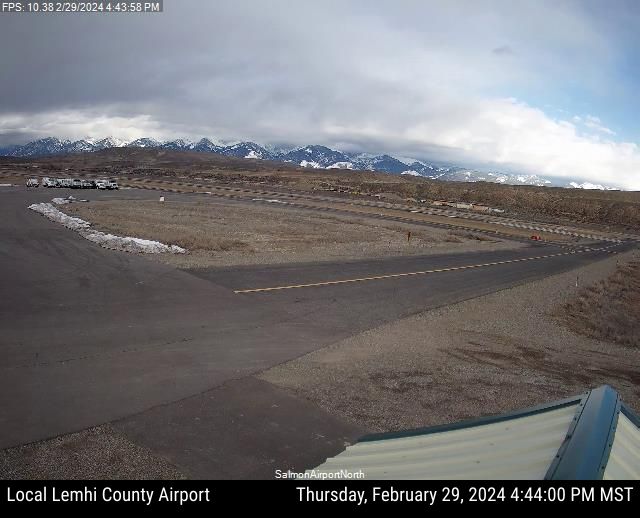 FPS: 10.38 2/29/2024 4:43:58 PM
SalmonAirportNorth
Local Lemhi County Airport Thursday, February 29, 2024 4:44:00 PM MST